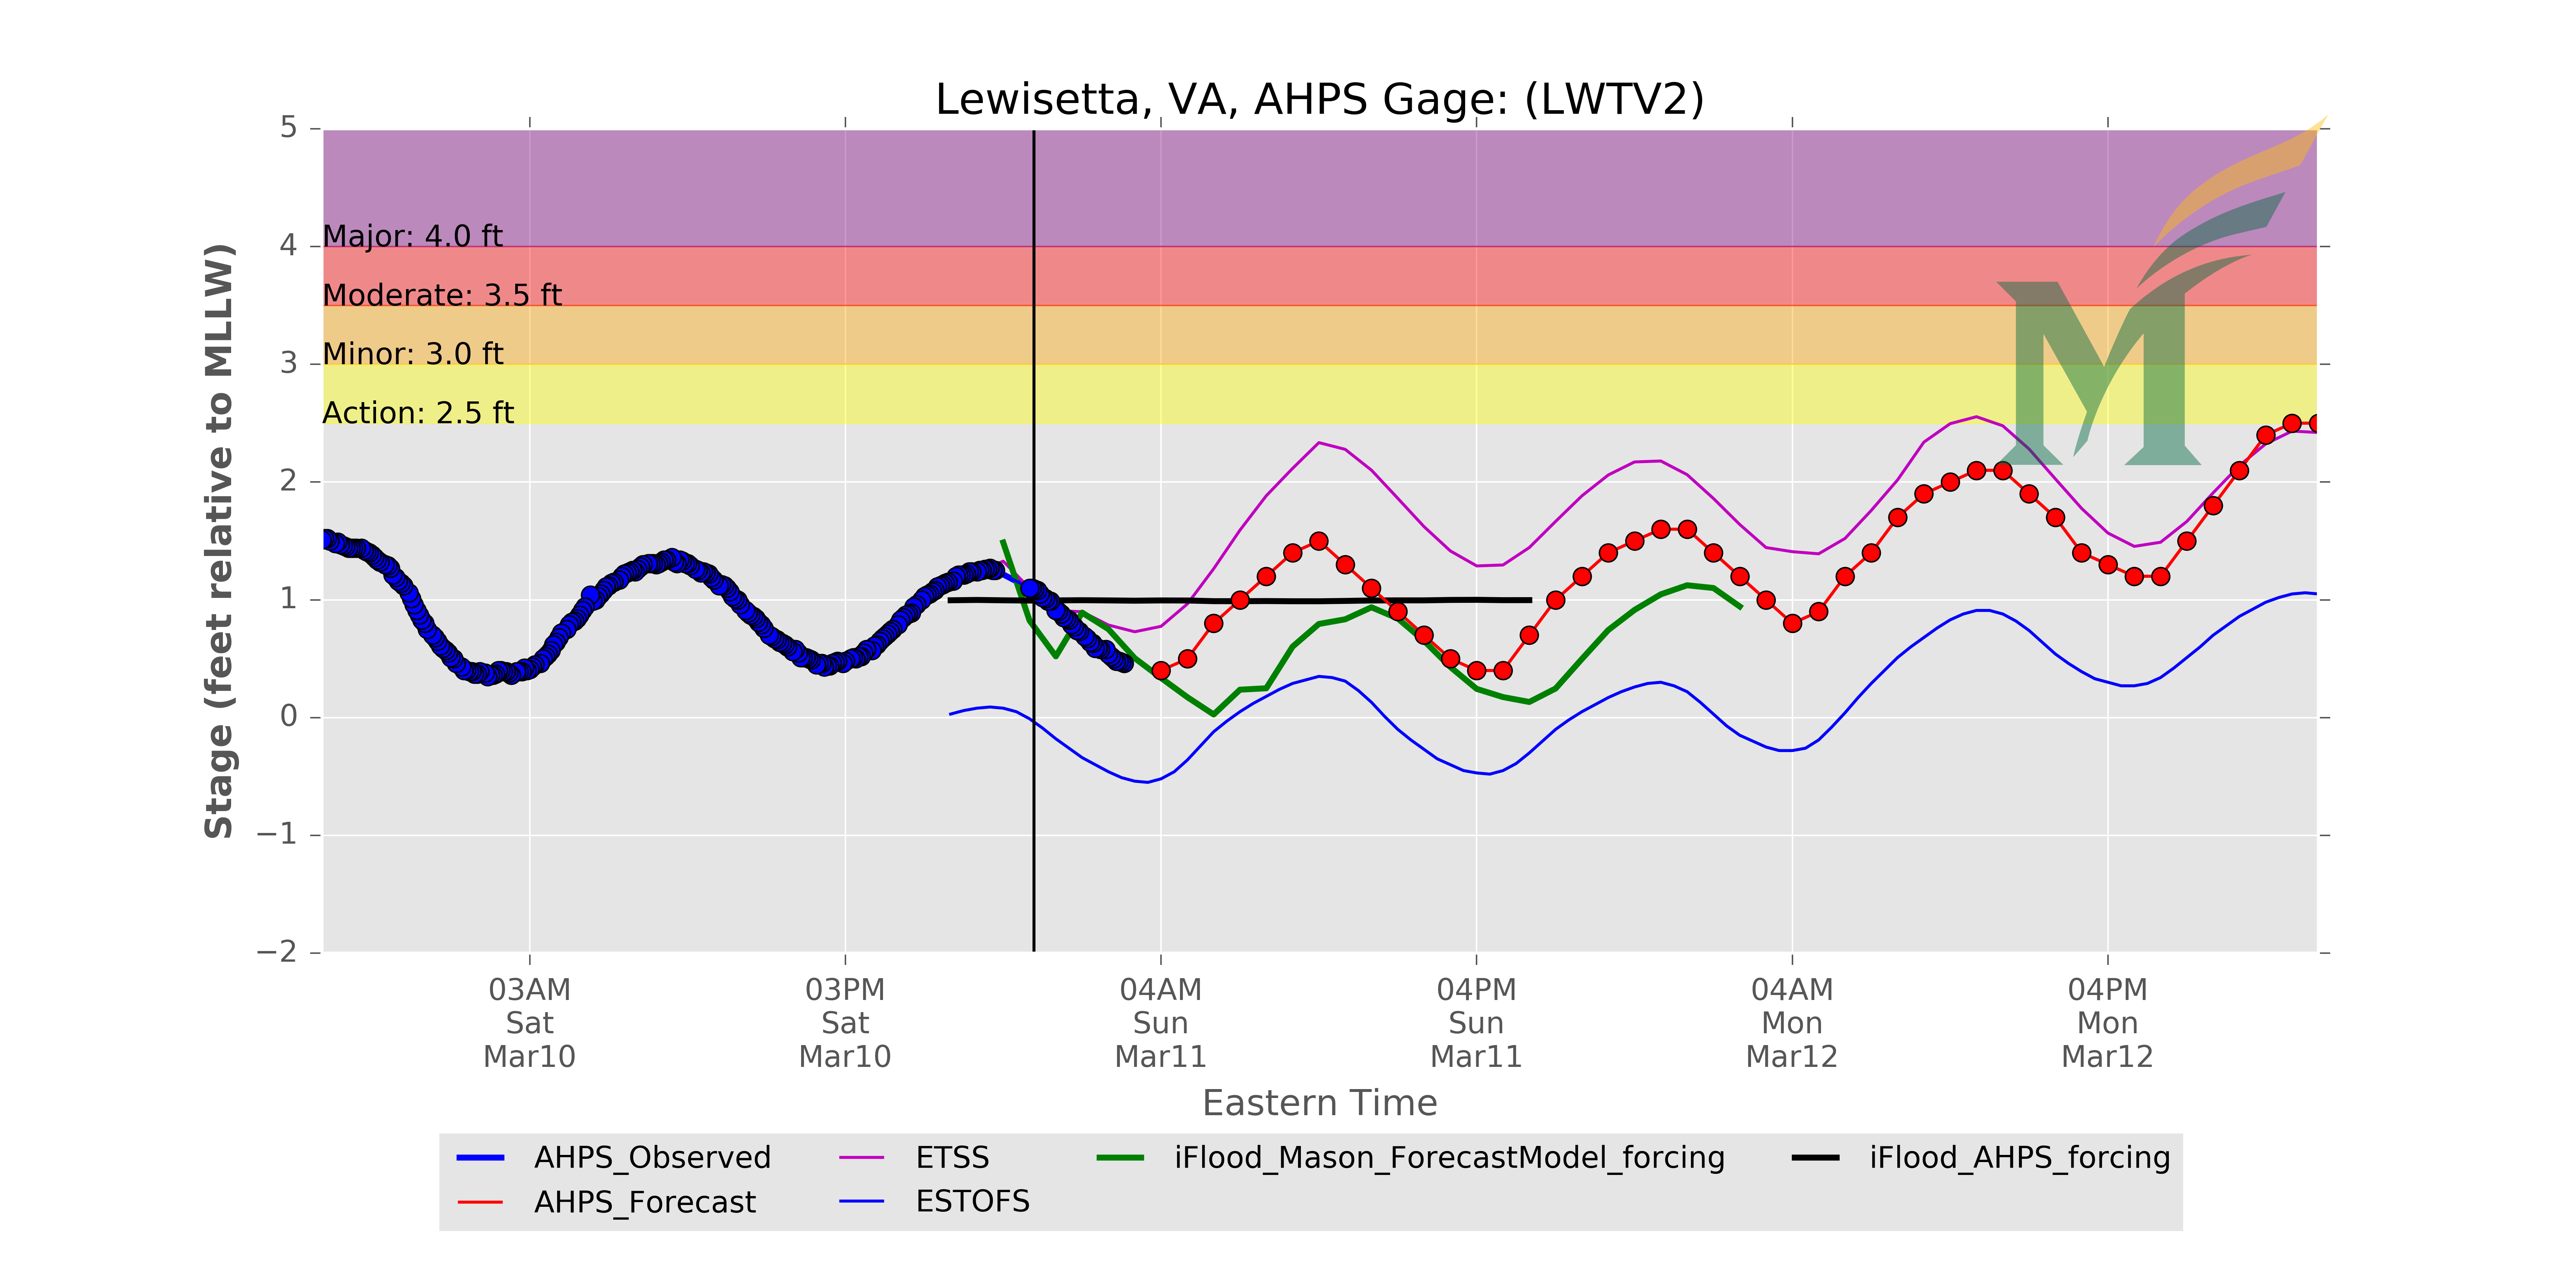 Lewisetta, VA, AHPS Gage: (LWTV2)
5
4
3
2
1
0
−1
−2
Stage (feet relative to MLLW)
Major: 4.0 ft
Moderate: 3.5 ft
Minor: 3.0 ft
Action: 2.5 ft
M
03AM
Sat
Mar10
03PM
Sat
Mar10
04AM
Sun
Mar11
04PM
Sun
Mar11
04AM
Mon
Mar12
04PM
Mon
Mar12
Eastern Time
AHPS_Observed
AHPS_Forecast
ETSS
ESTOFS
iFlood_Mason_ForecastModel_forcing
iFlood_AHPS_forcing